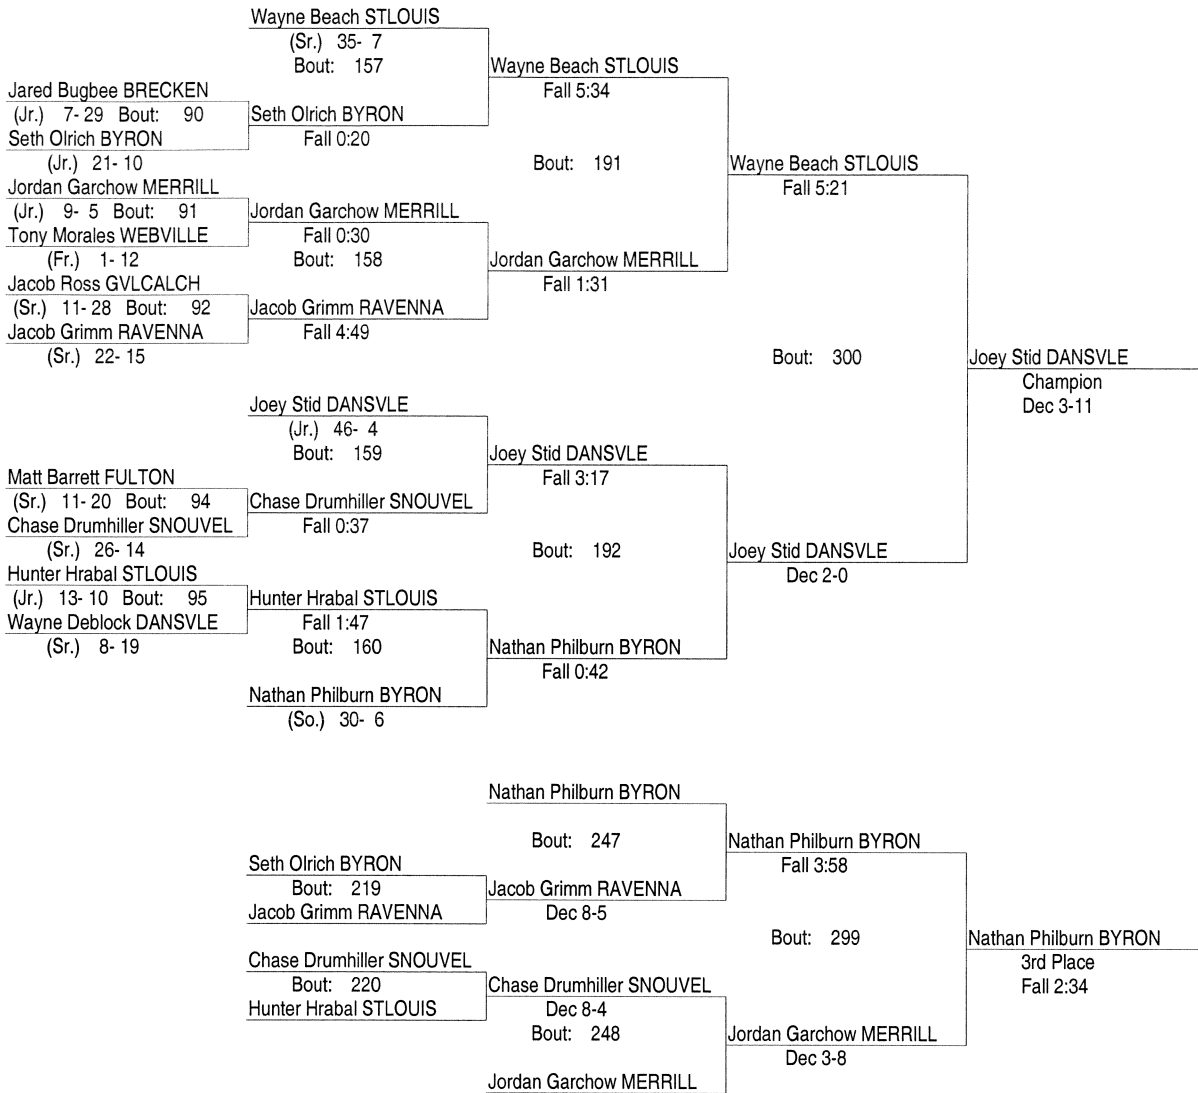 Wayne Beach STLOUIS
(Sr.) 35- 7
Bout: 157
Wayne Beach STLOUIS
Fall 5:34
Jared Bugbee BRECKEN
(Jr.) 7- 29 Bout: 90
Seth Olrich BYRON
Seth Olrich BYRON
Fall 0:20
(Jr.) 21- 10
Bout: 191
Wayne Beach STLOUIS
Fall 5:21
Jordan Garchow MERRILL
(Jr.) 9- 5 Bout: 91
Jordan Garchow MERRILL
Tony Morales WEBVILLE
Fall 0:30
(Fr.) 1- 12
Bout: 158
Jordan Garchow MERRILL
Fall 1:31
Jacob Ross GVLCALCH
(Sr.) 11- 28 Bout: 92
Jacob Grimm RAVENNA
Jacob Grimm RAVENNA
Fall 4:49
(Sr.) 22- 15
Bout: 300
Joey Stid DANSVLE
Champion
Dec 3-11
Joey Stid DANSVLE
(Jr.) 46- 4
Bout: 159
Joey Stid DANSVLE
Fall 3:17
Matt Barrett FULTON
(Sr.) 11- 20 Bout: 94
Chase Drumhiller SNOUVEL
Chase Drumhiller SNOUVEL
Fall 0:37
(Sr.) 26- 14
Bout: 192
Joey Stid DANSVLE
Dec 2-0
Hunter Hrabal STLOUIS
(Jr.) 13- 10 Bout: 95
Hunter Hrabal STLOUIS
Wayne Deblock DANSVLE
Fall 1:47
(Sr.) 8- 19
Bout: 160
Nathan Philburn BYRON
Fall 0:42
Nathan Philburn BYRON
(So.) 30- 6
Nathan Philburn BYRON
Bout: 247
Nathan Philburn BYRON
Fall 3:58
Seth Olrich BYRON
Bout: 219
Jacob Grimm RAVENNA
Jacob Grimm RAVENNA
Dec 8-5
Bout: 299
Nathan Philburn BYRON
3rd Place
Fall 2:34
Chase Drumhiller SNOUVEL
Bout: 220
Chase Drumhiller SNOUVEL
Hunter Hrabal STLOUIS
Dec 8-4
Bout: 248
Jordan Garchow MERRILL
Dec 3-8
Jordan Garchow MERRILL